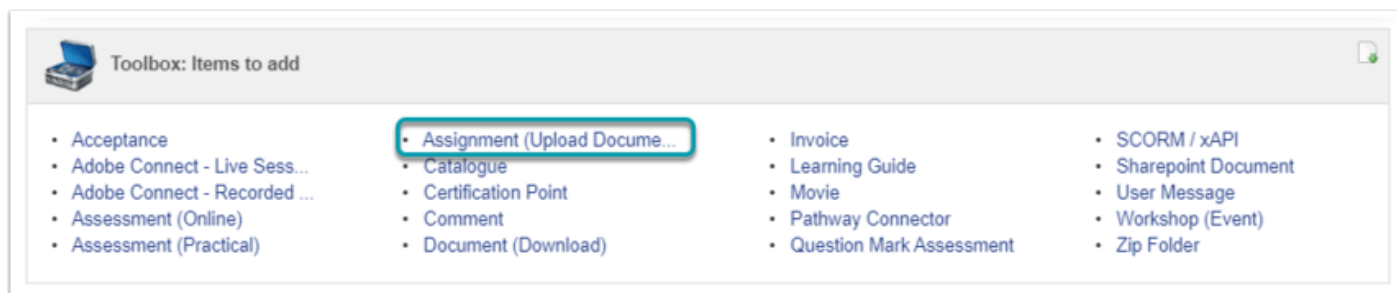 Toolbox: Items to add
Acceptance
Adobe Connect - Live Sess...
Adobe Connect - Recorded ...
Assessment (Online)
Assessment (Practical)
Assignment (Upload Docume...
Catalogue
Certification Point
Comment
Document (Download)
Invoice
Learning Guide
Movie
Pathway Connector
Question Mark Assessment
SCORM / xAPI
Sharepoint Document
User Message
Workshop (Event)
Zip Folder